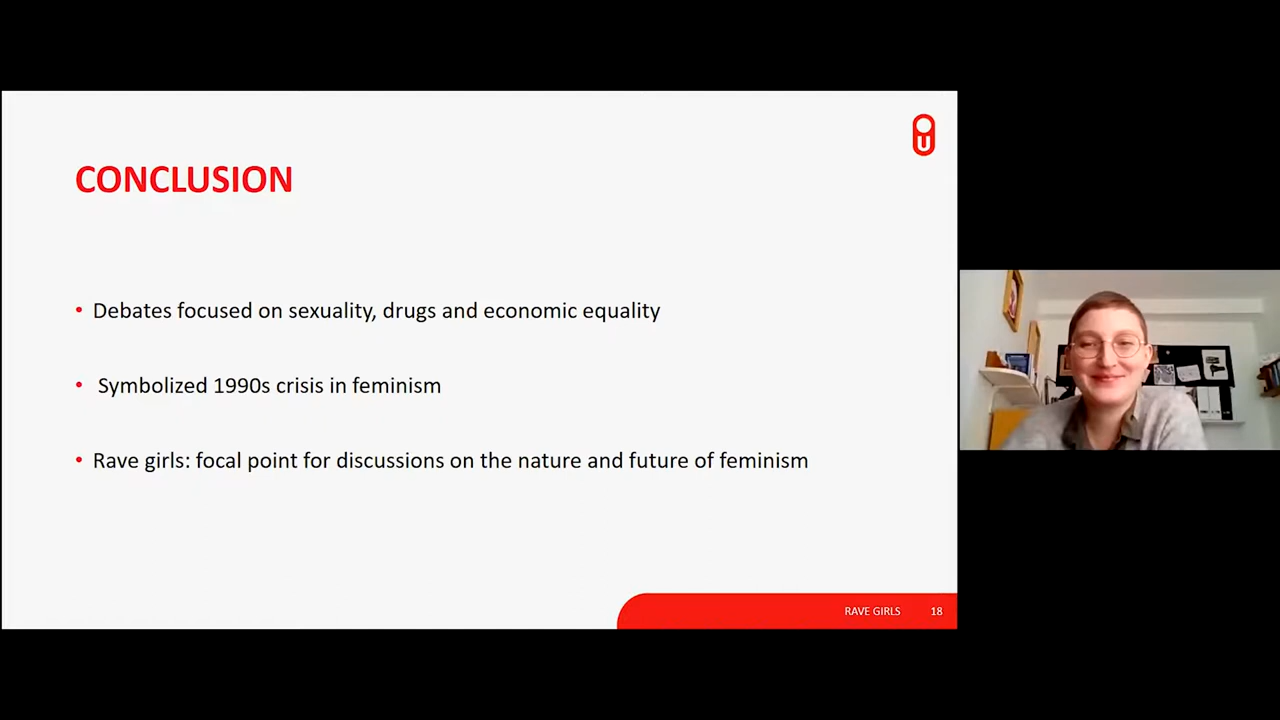 CONCLUSION
• Debates focused on sexuality, drugs and economic equality
• Symbolized 1990s crisis in feminism
• Rave girls: focal point for discussions on the nature and future of feminism
RAVE GIRLS 18